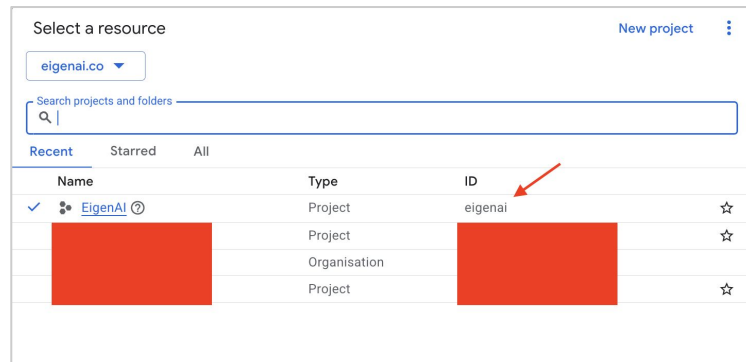 Select a resource New project
eigenai.co
Search projects and folders
Recent Starred All
Name Type ID
EigenAI Project eigenai
Project
Organisation
Project